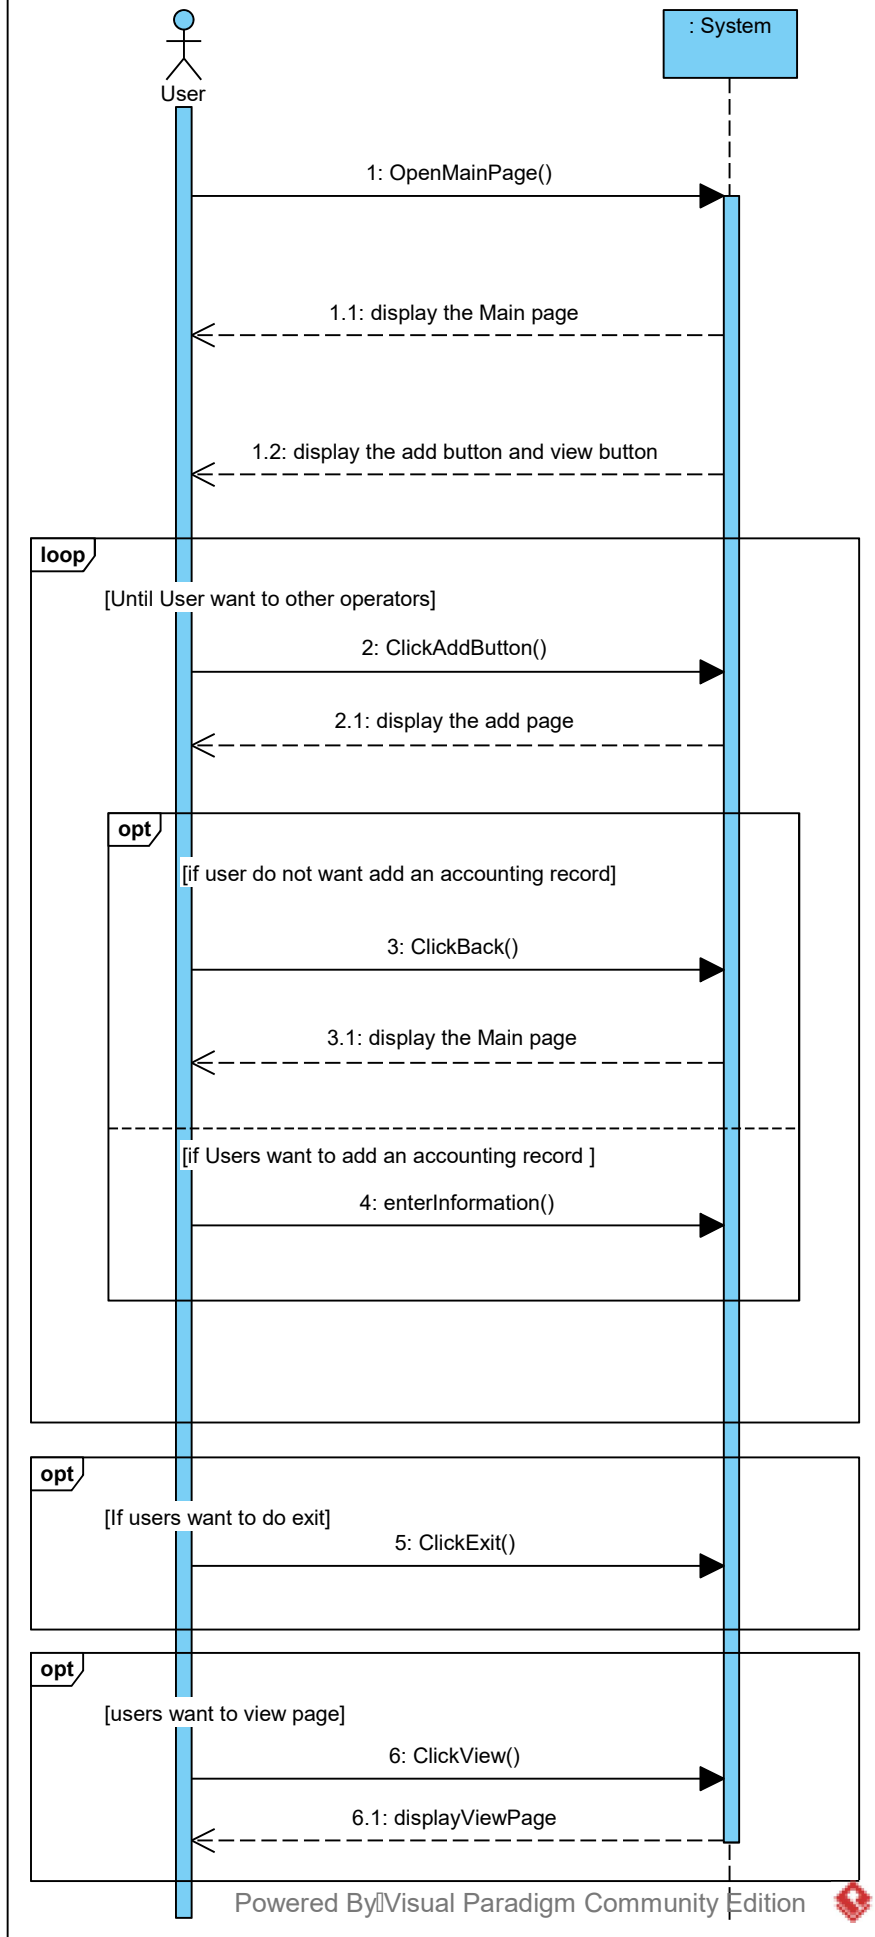 User
: System
1: OpenMainPage()
1.1: display the Main page
1.2: display the add button and view button
loop
[Until User want to other operators]
2: ClickAddButton()
2.1: display the add page
opt
[if user do not want add an accounting record]
3: ClickBack()
3.1: display the Main page
[if Users want to add an accounting record ]
4: enterInformation()
opt
[If users want to do exit]
5: ClickExit()
opt
[users want to view page]
6: ClickView()
6.1: displayViewPage
Powered By Visual Paradigm Community Edition